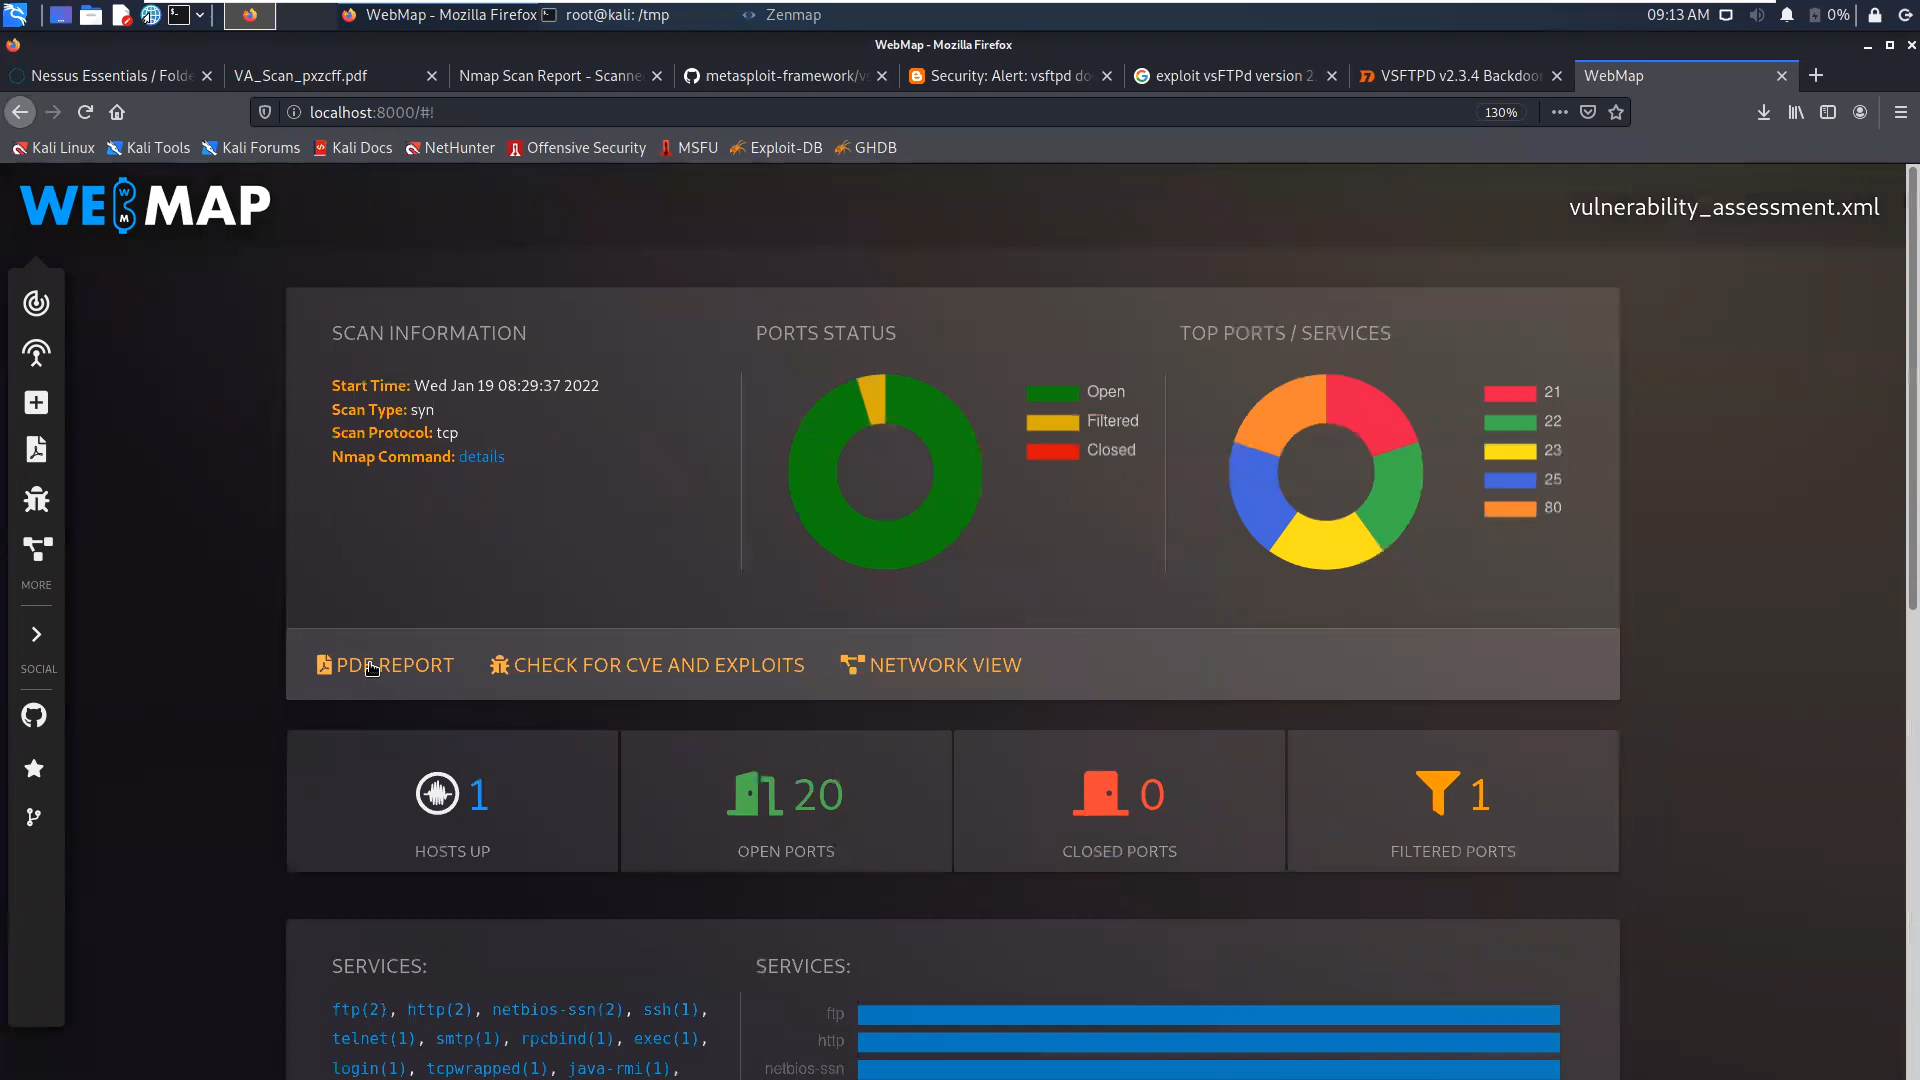 WebMap - Mozilla Firefox
root@kali: /tmp
Zenmap
09:13 AM
0%
WebMap - Mozilla Firefox
Nessus Essentials / Folde
VA_Scan_pxzcff.pdf
Nmap Scan Report - Scanne
metasploit-framework/v
Security: Alert: vsftpd do
exploit vsFTPd version 2
VSFTPD v2.3.4 Backdoo
WebMap
localhost:8000/#!
130%
Kali Linux
Kali Tools
Kali Forums
Kali Docs
NetHunter
Offensive Security
MSFU
Exploit-DB
GHDB
WEBMAP
vulnerability_assessment.xml
SCAN INFORMATION
Start Time: Wed Jan 19 08:29:37 2022
Scan Type: syn
Scan Protocol: tcp
Nmap Command: details
PORTS STATUS
Open
Filtered
Closed
TOP PORTS / SERVICES
21
22
23
25
80
MORE
SOCIAL
PDF REPORT
CHECK FOR CVE AND EXPLOITS
NETWORK VIEW
1
HOSTS UP
20
OPEN PORTS
0
CLOSED PORTS
1
FILTERED PORTS
SERVICES:
ftp(2), http(2), netbios-ssn(2), ssh(1),
telnet(1), smtp(1), rpcbind(1), exec(1),
login(1), tcpwrapped(1), java-rmi(1),
SERVICES:
ftp
http
netbios-ssn